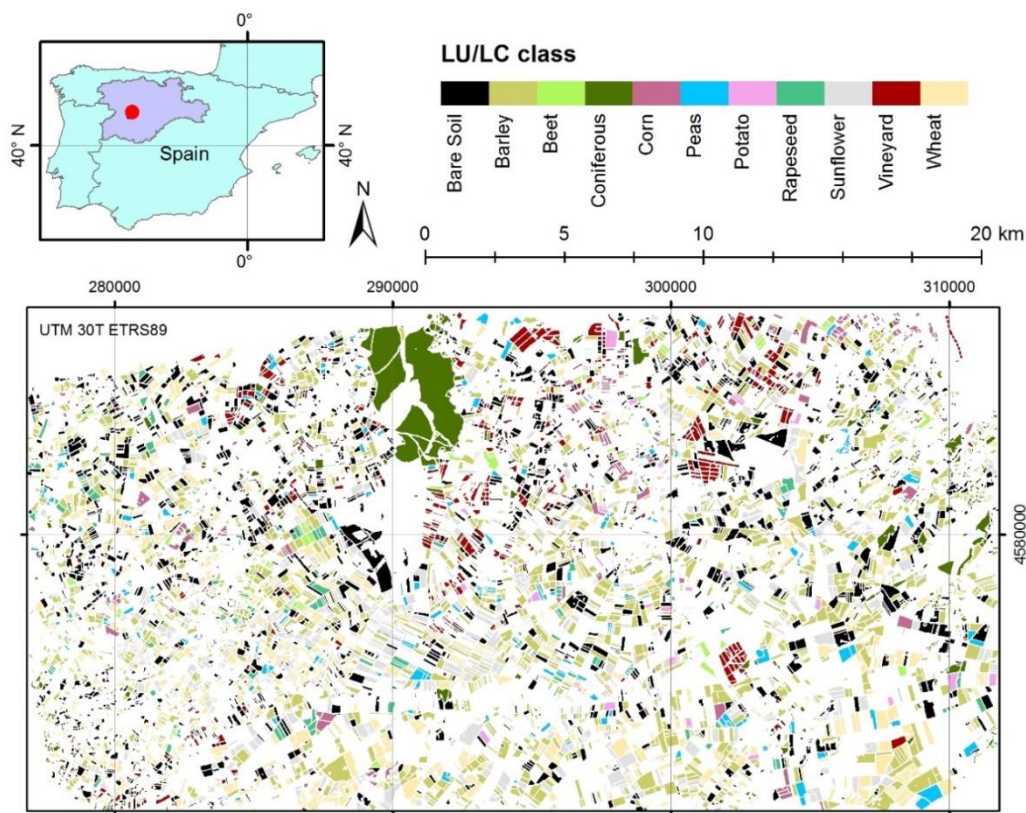 0°
40° N
Spain
40° N
0°
N
LU/LC class
Bare Soil
Barley
Beet
Coniferous
Corn
Peas
Potato
Rapeseed
Sunflower
Vineyard
Wheat
0 5 10 20 km
280000 290000 300000 310000
UTM 30T ETRS89
4580000